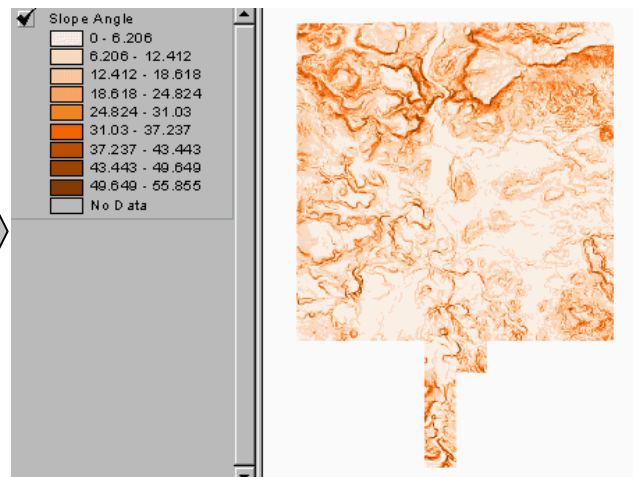 Slope Angle
0 - 6.206
6.206 - 12.412
12.412 - 18.618
18.618 - 24.824
24.824 - 31.03
31.03 - 37.237
37.237 - 43.443
43.443 - 49.649
49.649 - 55.855
No Data